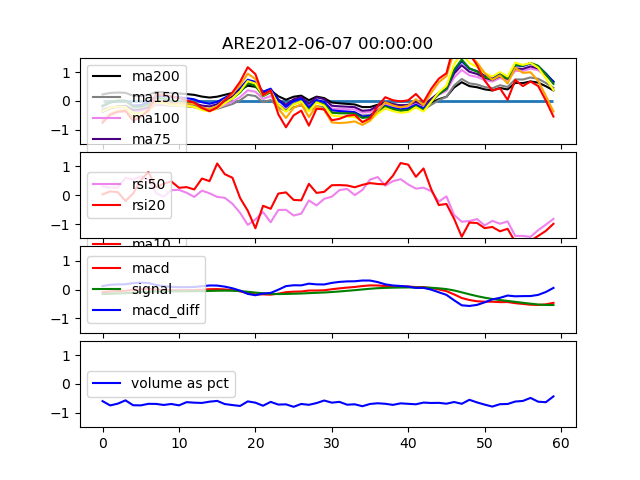 ARE2012-06-07 00:00:00
1
0
−1
ma200
ma150
ma100
ma75
1
0
−1
rsi50
rsi20
ma10
1
0
−1
macd
signal
macd_diff
1
0
−1
volume as pct
0 10 20 30 40 50 60